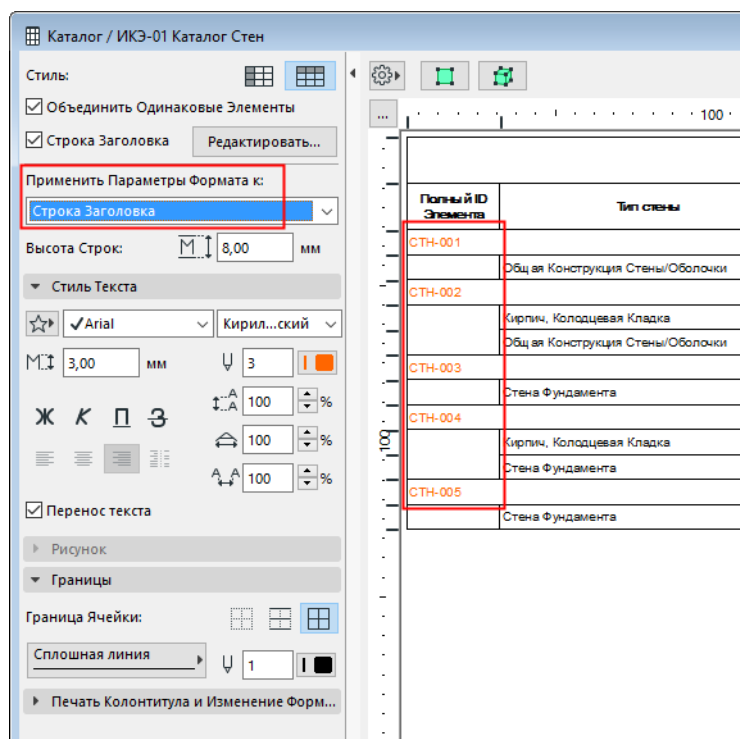 Каталог / ИКЭ-01 Каталог Стен
Стиль:
Объединить Одинаковые Элементы
Строка Заголовка
Редактировать...
Применить Параметры Формата к:
Строка Заголовка
Высота Строк:
8,00
мм
Стиль Текста
Arial
Кирил...ский
3,00
мм
3
100
%
Ж К П З
100
%
100
%
Перенос текста
Рисунок
Границы
Граница Ячейки:
Сплошная линия
1
Печать Колонтитула и Изменение Форм...
...
100
100
Полный ID
Элемента
Тип стены
СТН-001
Общая Конструкция Стены/Оболочки
СТН-002
Кирпич, Колодцевая Кладка
Общая Конструкция Стены/Оболочки
СТН-003
Стена Фундамента
СТН-004
Кирпич, Колодцевая Кладка
Стена Фундамента
СТН-005
Стена Фундамента